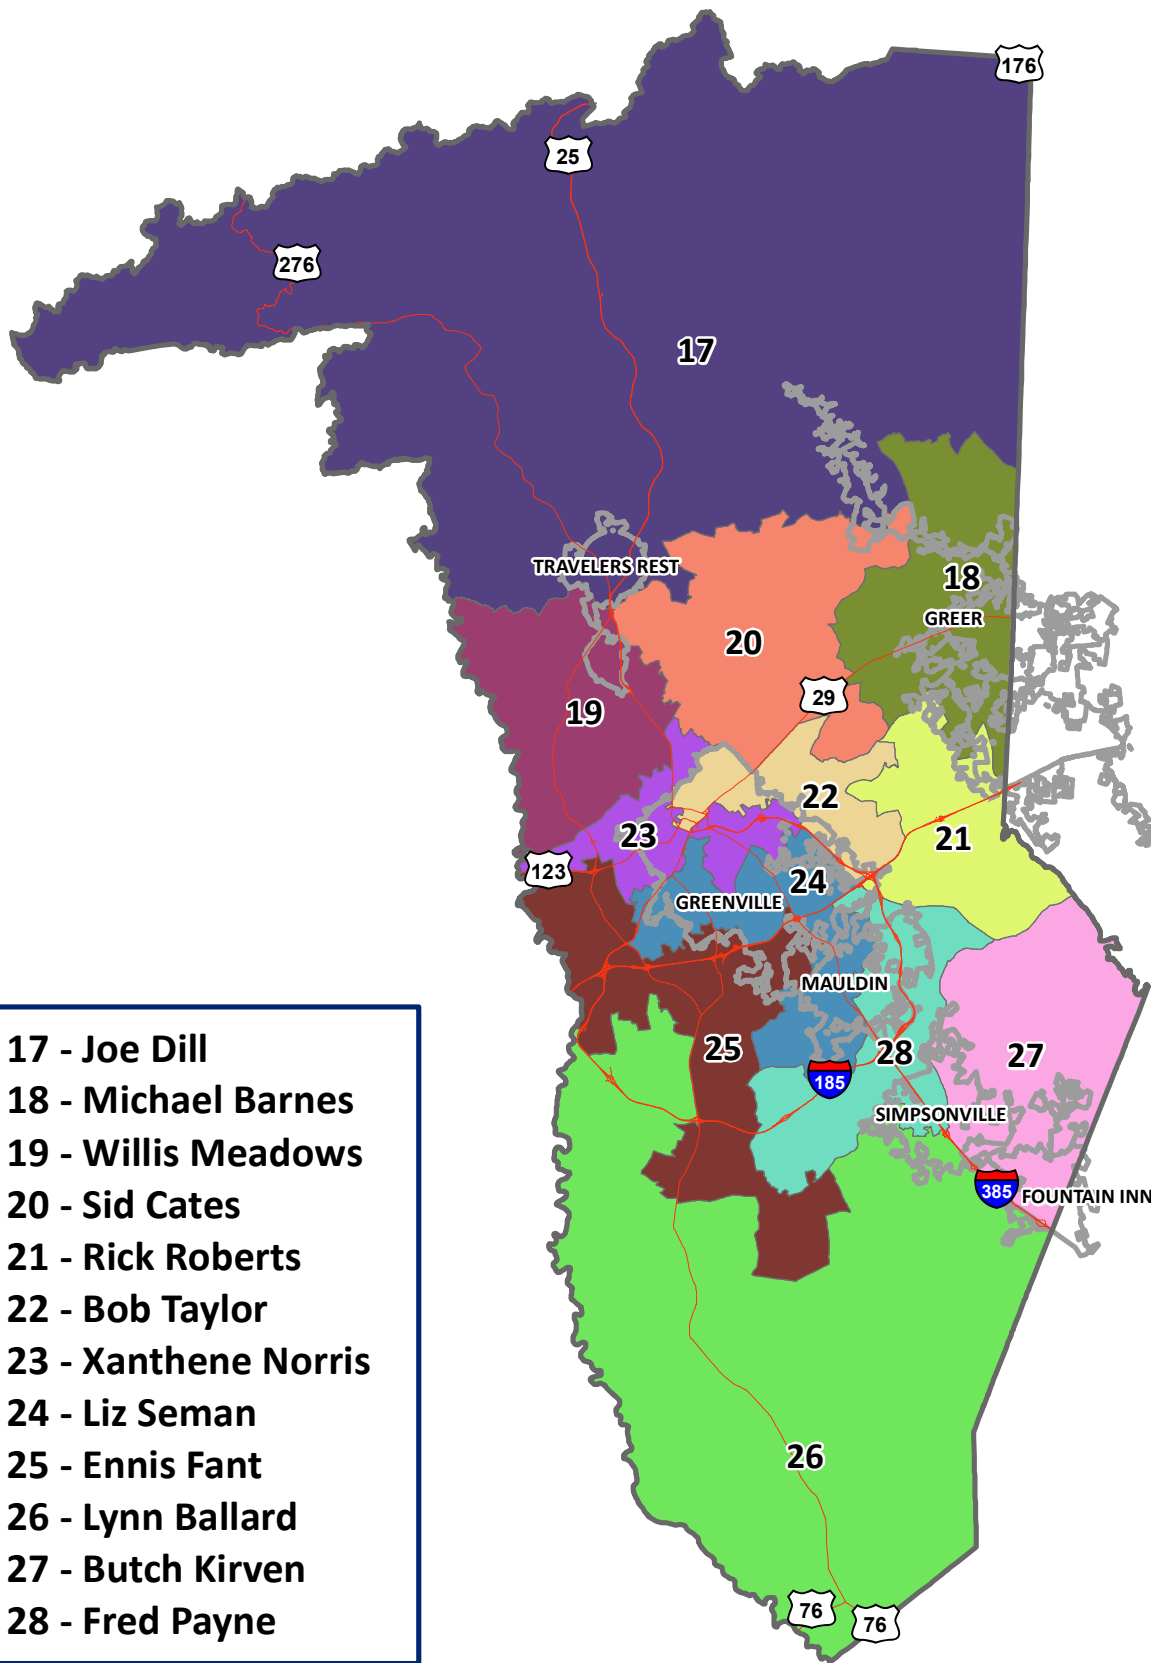 176
25
276
17
TRAVELERS REST
18
GREER
20
29
19
22
23
21
123
24
GREENVILLE
MAULDIN
25
28
27
185
SIMPSONVILLE
385
FOUNTAIN INN
26
76
76
17 - Joe Dill
18 - Michael Barnes
19 - Willis Meadows
20 - Sid Cates
21 - Rick Roberts
22 - Bob Taylor
23 - Xanthene Norris
24 - Liz Seman
25 - Ennis Fant
26 - Lynn Ballard
27 - Butch Kirven
28 - Fred Payne